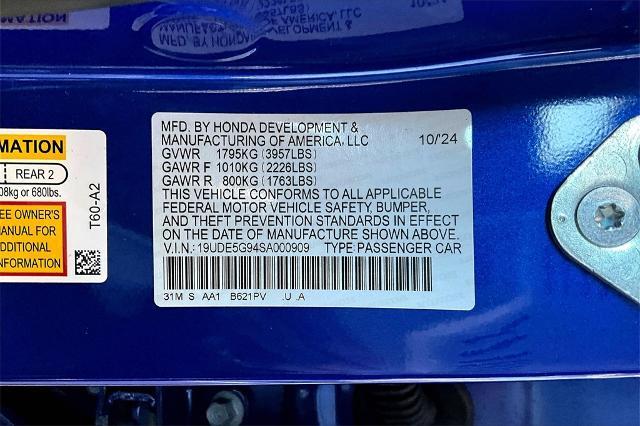 MFD. BY HONDA DEVELOPMENT &
MANUFACTURING OF AMERICA, LLC 10/'24
GVWR 1795KG (3957LBS)
GAWR F 1010KG (2226LBS)
GAWR R 800KG (1763LBS)
THIS VEHICLE CONFORMS TO ALL APPLICABLE
FEDERAL MOTOR VEHICLE SAFETY, BUMPER,
AND THEFT PREVENTION STANDARDS IN EFFECT
ON THE DATE OF MANUFACTURE SHOWN ABOVE.
V.I.N.: 19UDE5G94SA000909 TYPE PASSENGER CAR
31M S AA1 B621PV .U .A
MATION
REAR 2
08kg or 680lbs.
EE OWNER'S
MANUAL FOR
ADDITIONAL
NFORMATION
T60-A2